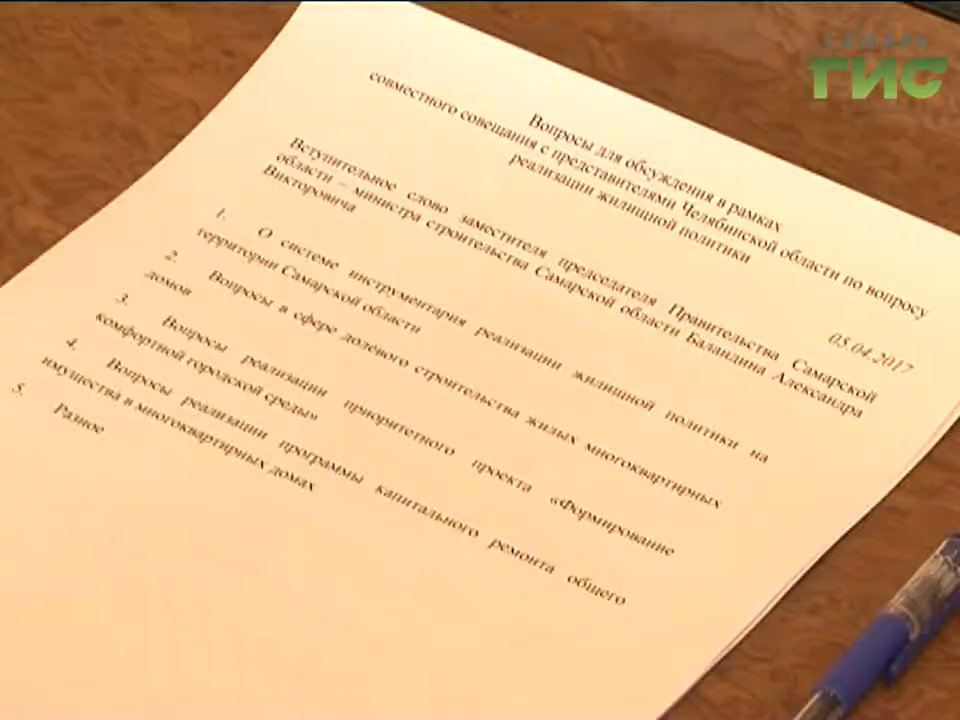 САМАРА
ГИС
Вопросы для обсуждения в рамках
совместного совещания с представителями Челябинской области по вопросу
реализации жилищной политики
05.04.2017
Вступительное слово заместителя председателя Правительства Самарской
области – министра строительства Самарской области Баландина Александра
Викторовича
1. О системе инструментария реализации жилищной политики на
территории Самарской области
2. Вопросы в сфере долевого строительства жилых многоквартирных
домов
3. Вопросы реализации приоритетного проекта «Формирование
комфортной городской среды»
4. Вопросы реализации программы капитального ремонта общего
имущества в многоквартирных домах
5. Разное